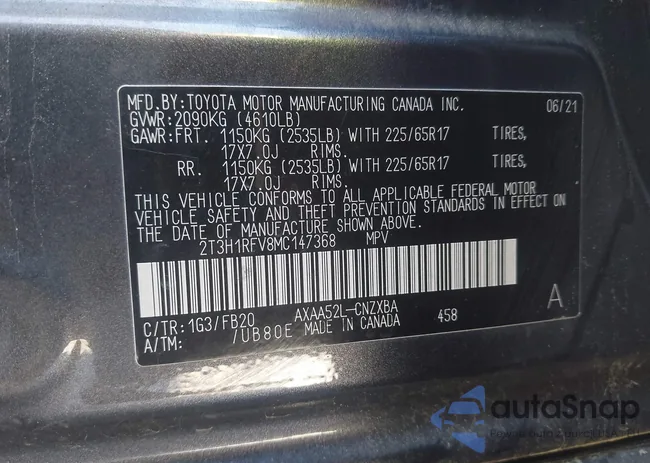 MFD.BY:TOYOTA MOTOR MANUFACTURING CANADA INC. 06/21
GVWR:2090KG (4610LB)
GAWR:FRT. 1150KG (2535LB) WITH 225/65R17 TIRES,
17X7.0J RIMS.
RR. 1150KG (2535LB) WITH 225/65R17 TIRES,
17X7.0J RIMS.
THIS VEHICLE CONFORMS TO ALL APPLICABLE FEDERAL MOTOR
VEHICLE SAFETY AND THEFT PREVENTION STANDARDS IN EFFECT ON
THE DATE OF MANUFACTURE SHOWN ABOVE.
2T3H1RFV8MC147368 MPV
A
C/TR:1G3/FB20 AXAA52L-CNZXBA 458
A/TM: /UB80E MADE IN CANADA
autoSnap